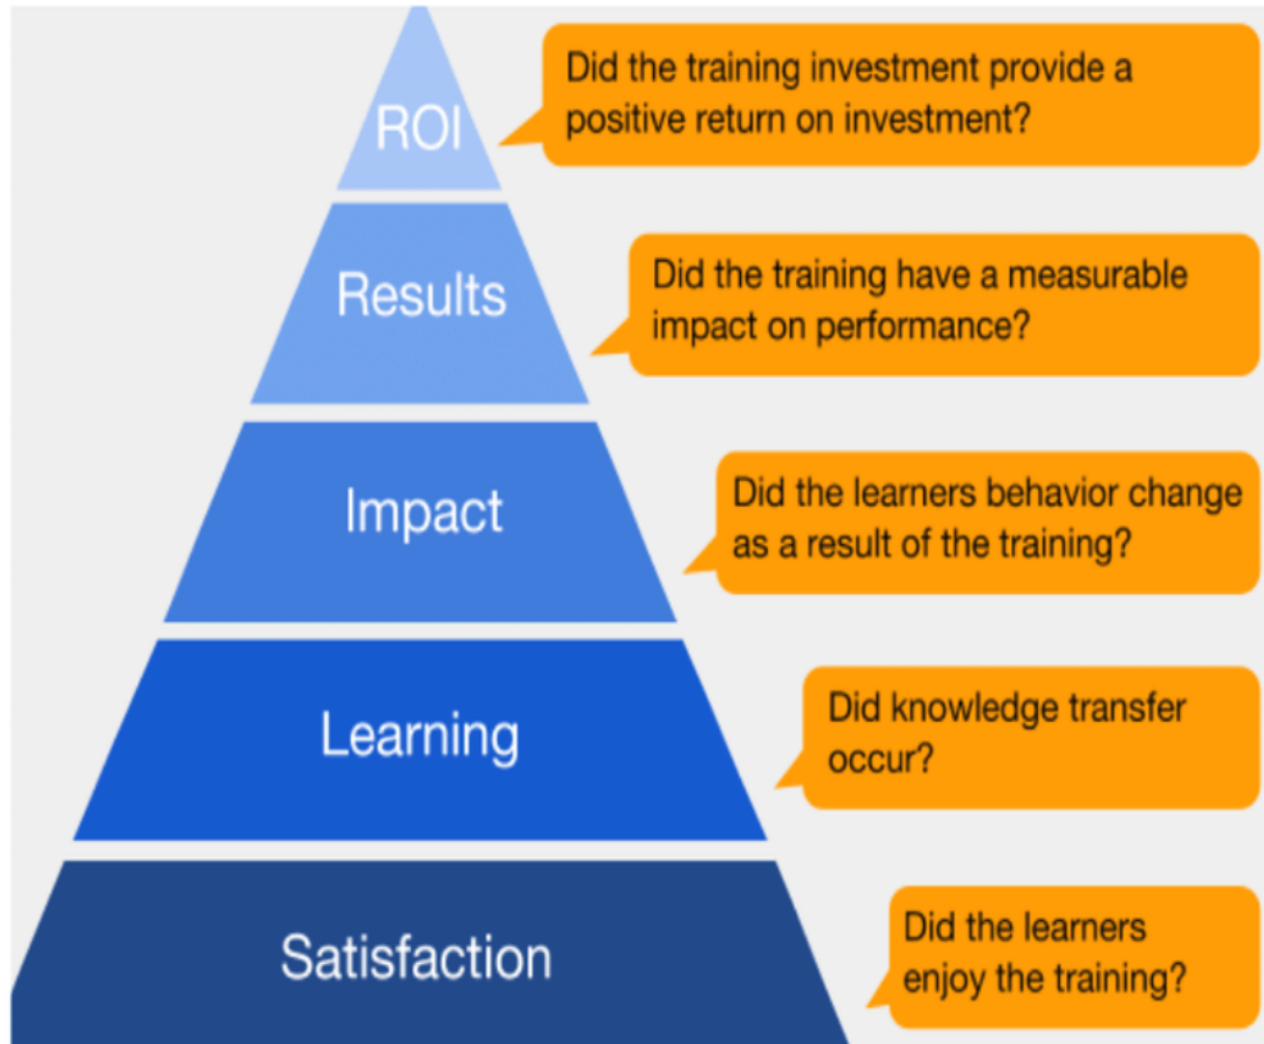 ROI
Did the training investment provide a
positive return on investment?
Results
Did the training have a measurable
impact on performance?
Impact
Did the learners behavior change
as a result of the training?
Learning
Did knowledge transfer
occur?
Satisfaction
Did the learners
enjoy the training?